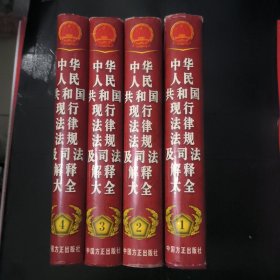 中华
人民
共和国
现行
法律
法规
及司法
解释
大全
4
中国方正出版社
中华
人民
共和国
现行
法律
法规
及司法
解释
大全
3
中国方正出版社
中华
人民
共和国
现行
法律
法规
及司法
解释
大全
2
中国方正出版社
中华
人民
共和国
现行
法律
法规
及司法
解释
大全
1
中国方正出版社